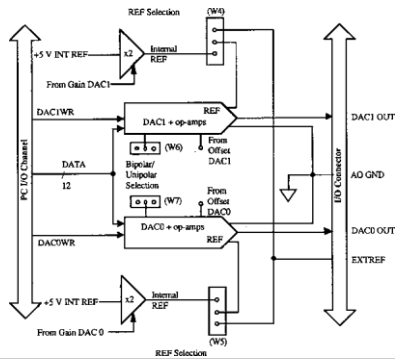 REF Selection
(W4)
+5 V INT REF
x2
Internal
REF
From Gain DAC1
REF
DAC1WR
DAC1 + op-amps
DAC1 OUT
DATA
12
(W6)
Bipolar/
Unipolar
Selection
From
Offset
DAC1
PC I/O Channel
I/O Connector
AO GND
(W7)
From
Offset
DAC0
DAC0WR
DAC0 + op-amps
REF
DAC0 OUT
EXTREF
+5 V INT REF
x2
Internal
REF
From Gain DAC 0
(W5)
REF Selection